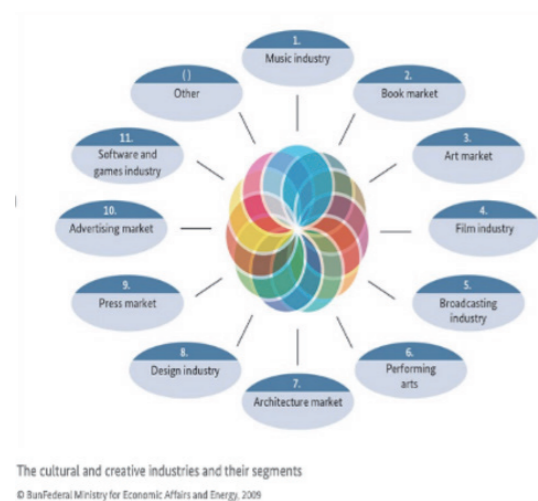 1.
Music industry
2.
Book market
3.
Art market
4.
Film industry
5.
Broadcasting
industry
6.
Performing
arts
7.
Architecture market
8.
Design industry
9.
Press market
10.
Advertising market
11.
Software and
games industry
()
Other
The cultural and creative industries and their segments
© BunFederal Ministry for Economic Affairs and Energy, 2009